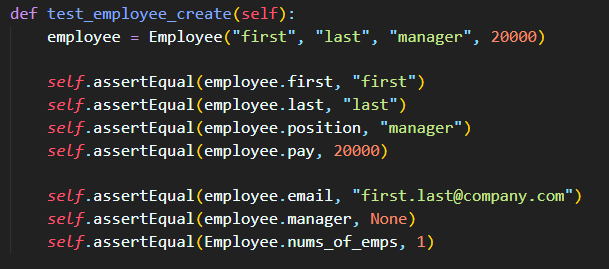 def test_employee_create(self):
employee = Employee("first", "last", "manager", 20000)
self.assertEqual(employee.first, "first")
self.assertEqual(employee.last, "last")
self.assertEqual(employee.position, "manager")
self.assertEqual(employee.pay, 20000)
self.assertEqual(employee.email, "first.last@company.com")
self.assertEqual(employee.manager, None)
self.assertEqual(Employee.nums_of_emps, 1)